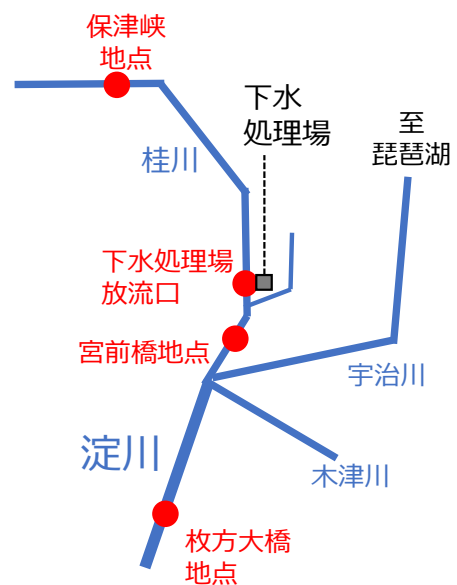 保津峡
地点
下水
処理場
至
琵琶湖
桂川
下水処理場
放流口
宮前橋地点
宇治川
淀川
木津川
枚方大橋
地点